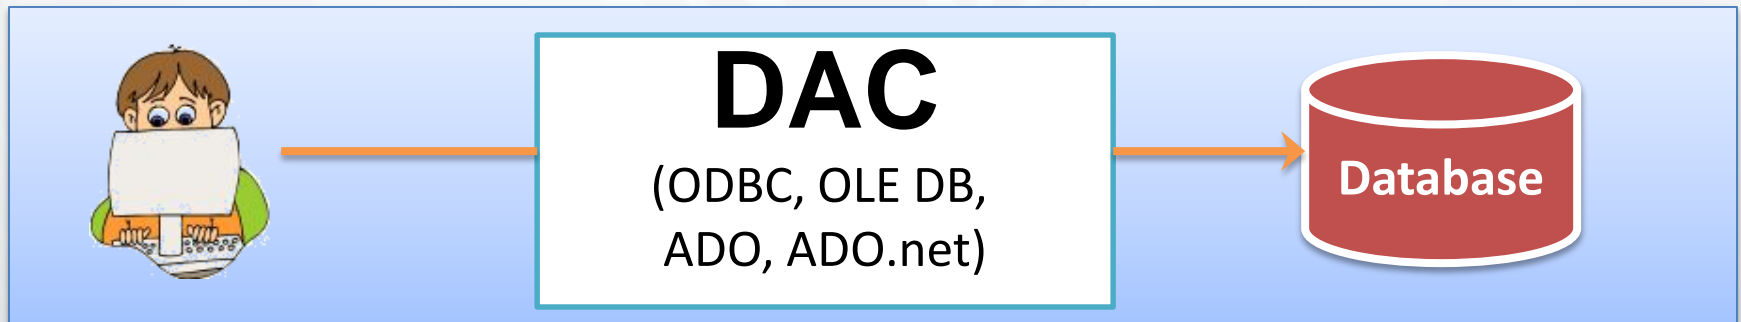 DAC
(ODBC, OLE DB,
ADO, ADO.net)
Database